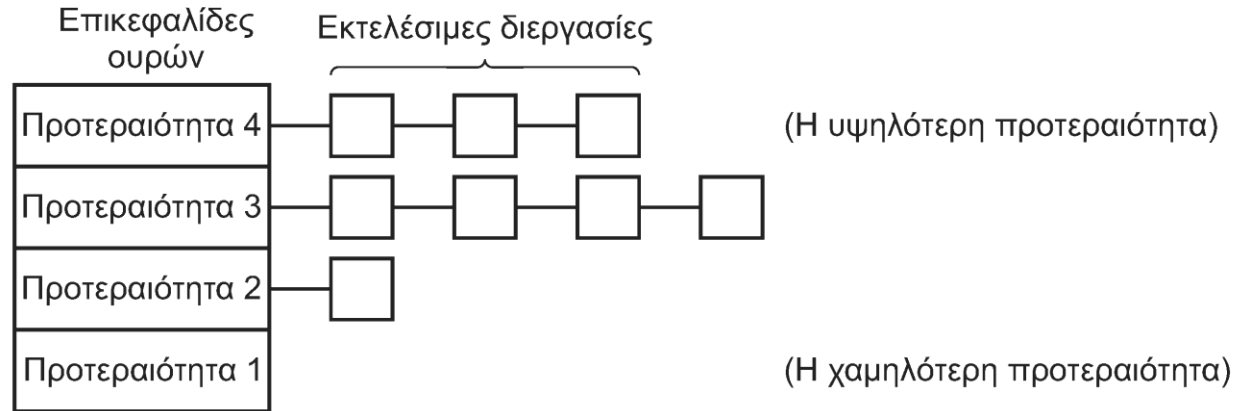 Επικεφαλίδες
ουρών
Εκτελέσιμες διεργασίες
Προτεραιότητα 4
(Η υψηλότερη προτεραιότητα)
Προτεραιότητα 3
Προτεραιότητα 2
Προτεραιότητα 1
(Η χαμηλότερη προτεραιότητα)